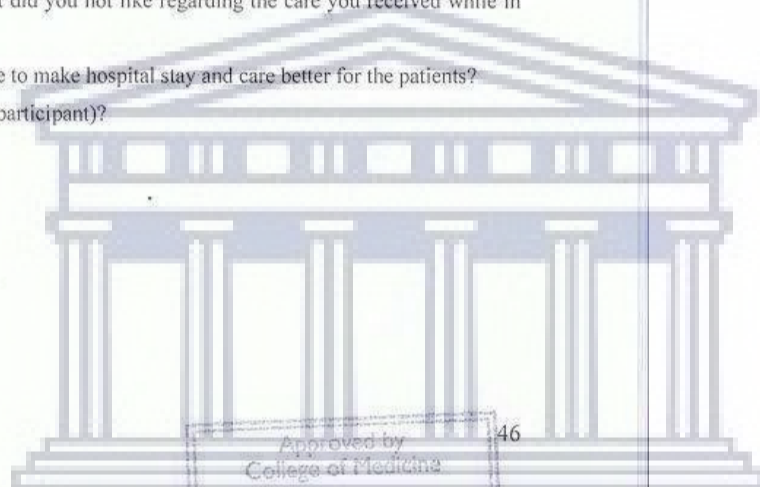 did you not like regarding the care you received while in
e to make hospital stay and care better for the patients?
participant)?
46
Approved by
College of Medicine